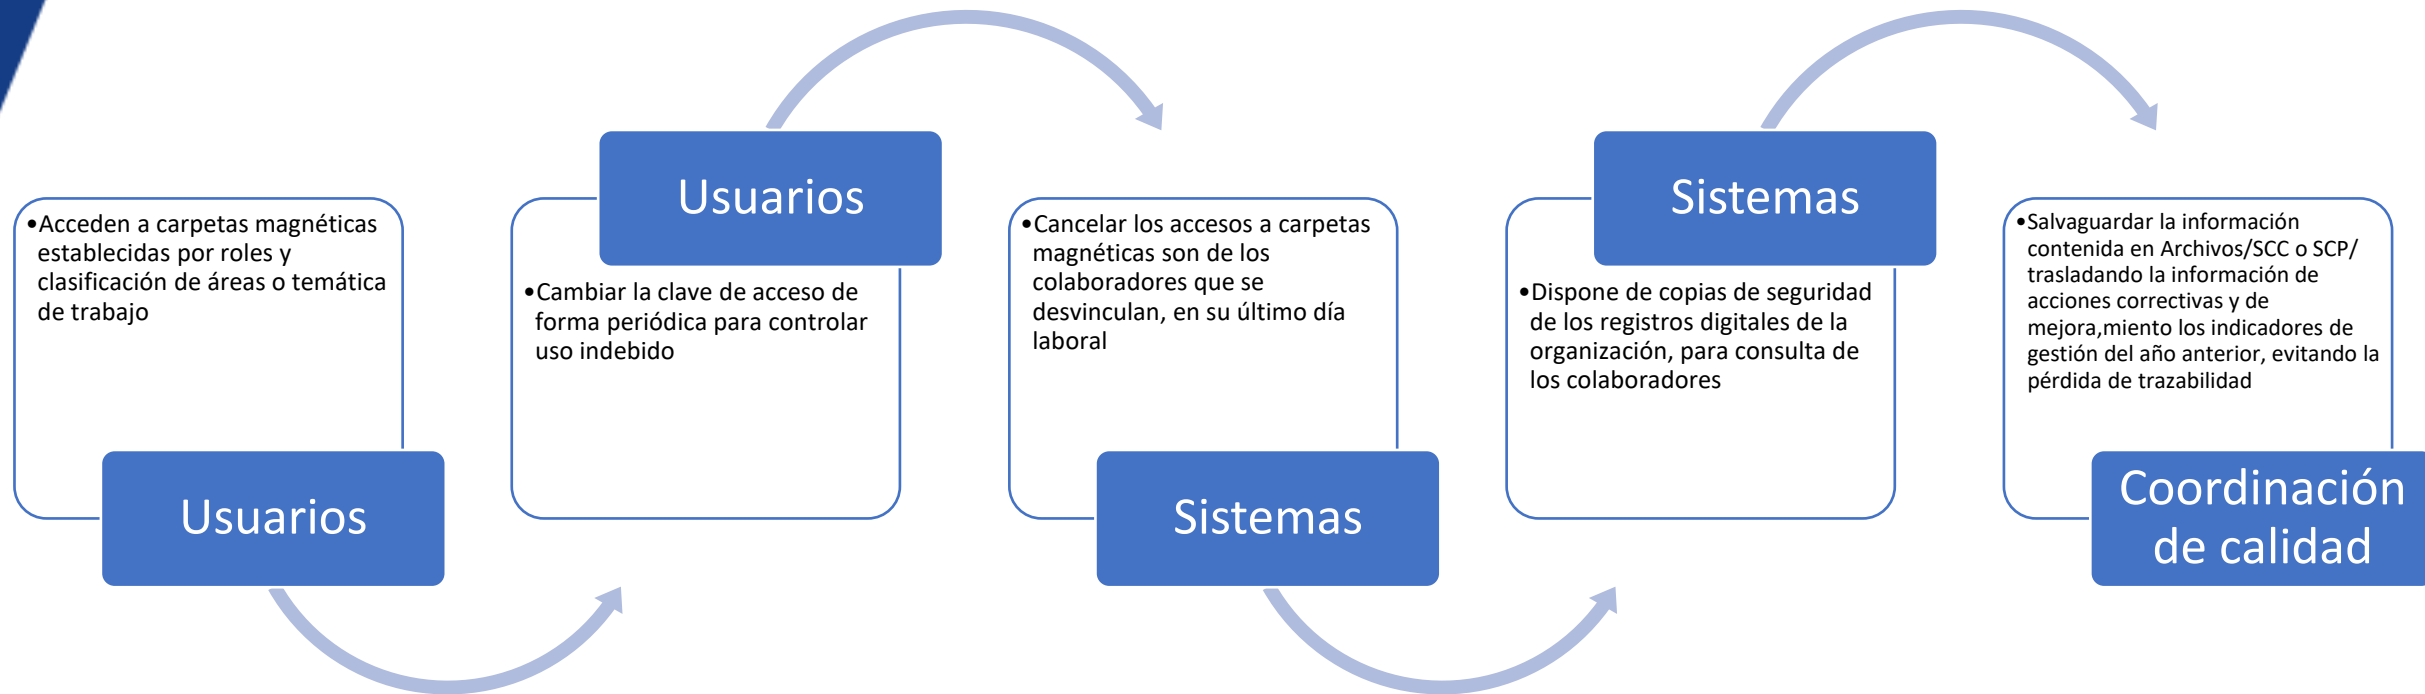 •Acceden a carpetas magnéticas
establecidas por roles y
clasificación de áreas o temática
de trabajo
Usuarios
Usuarios
•Cambiar la clave de acceso de
forma periódica para controlar
uso indebido
•Cancelar los accesos a carpetas
magnéticas son de los
colaboradores que se
desvinculan, en su último día
laboral
Sistemas
Sistemas
•Dispone de copias de seguridad
de los registros digitales de la
organización, para consulta de
los colaboradores
•Salvaguardar la información
contenida en Archivos/SCC o SCP/
trasladando la información de
acciones correctivas y de
mejora,miento los indicadores de
gestión del año anterior, evitando la
pérdida de trazabilidad
Coordinación
de calidad